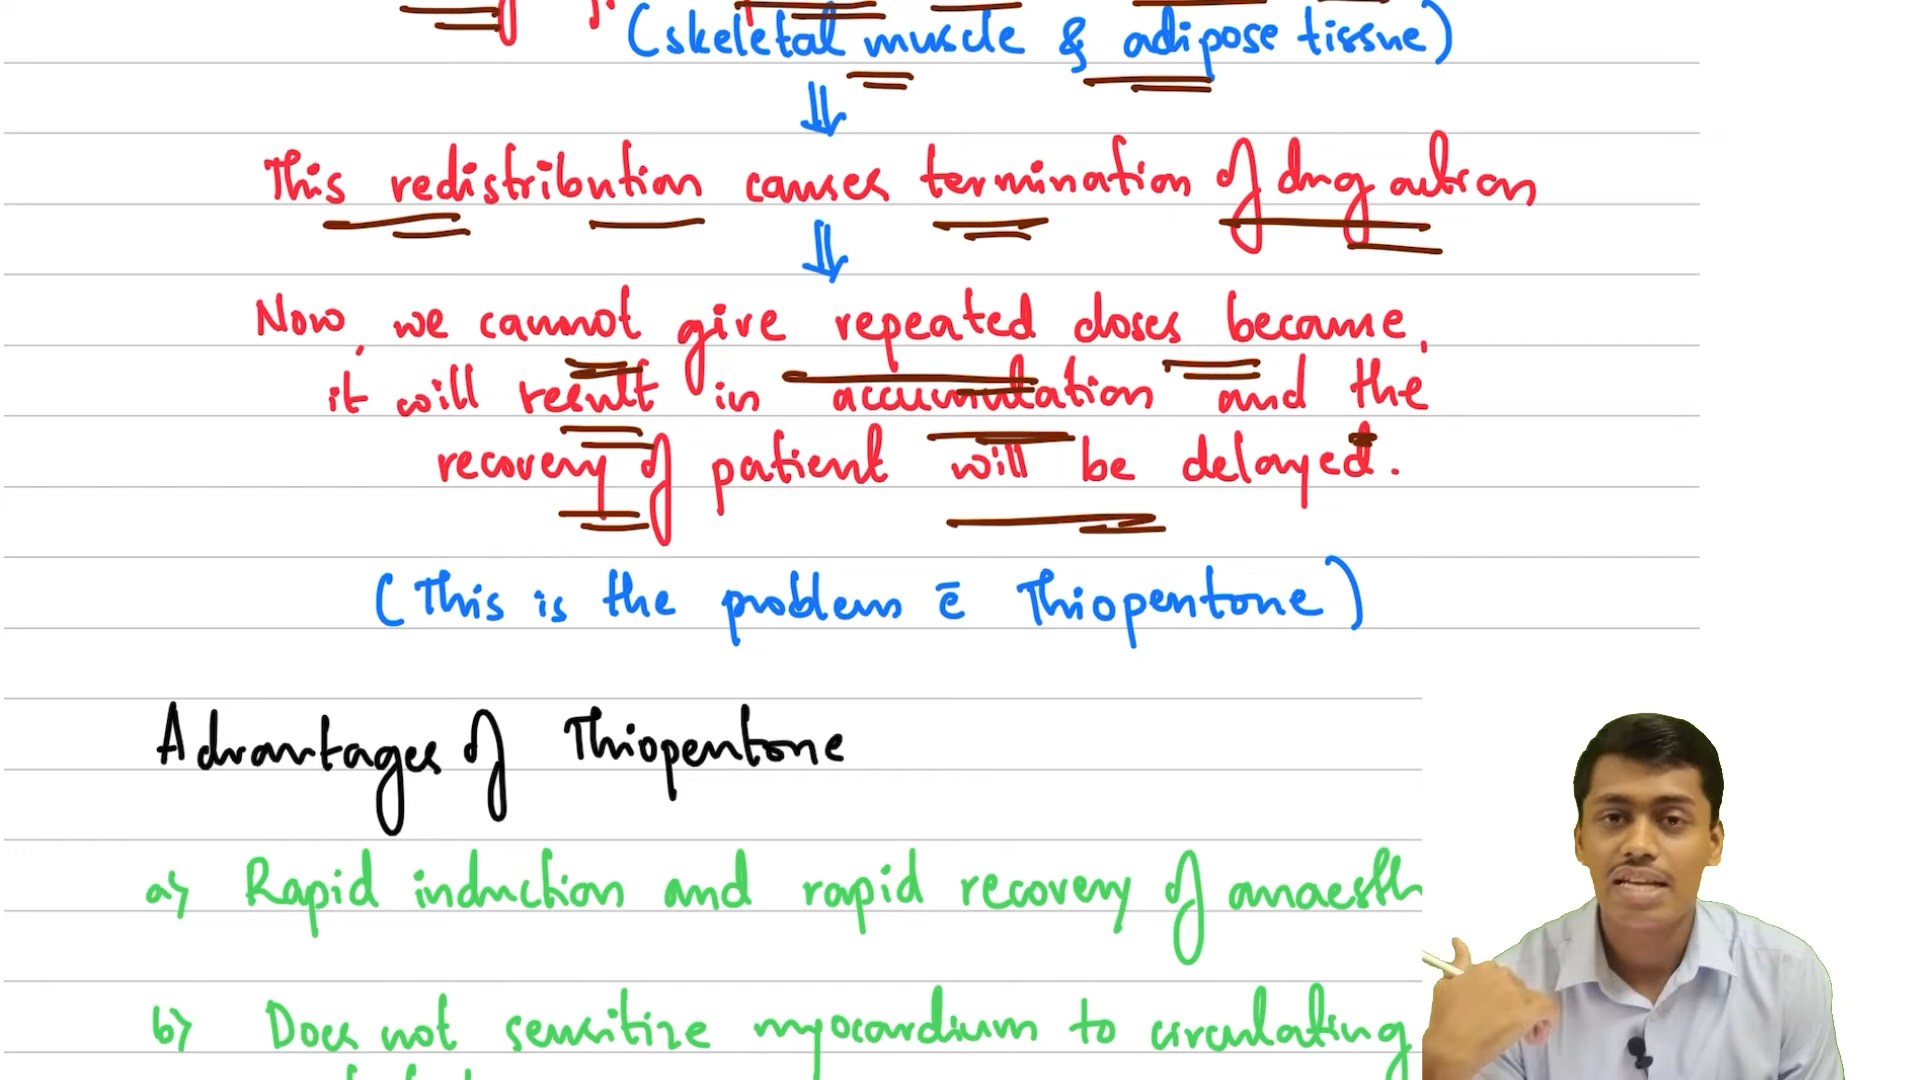 (skeletal muscle & adipose tissue)
This redistribution causes termination of drug action
Now, we cannot give repeated doses because,
it will result in accumulation and the
recovery of patient will be delayed.
(This is the problem c̄ Thiopentone)
Advantages of Thiopentone
a) Rapid induction and rapid recovery of anaesth
b) Does not sensitize myocardium to circulating